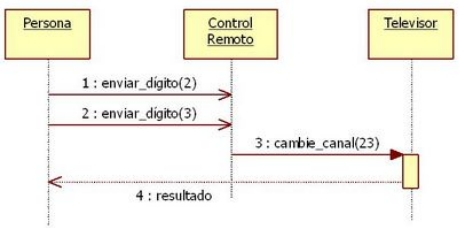 Persona
Control
Remoto
Televisor
1 : enviar_dígito(2)
2 : enviar_dígito(3)
3 : cambie_canal(23)
4 : resultado